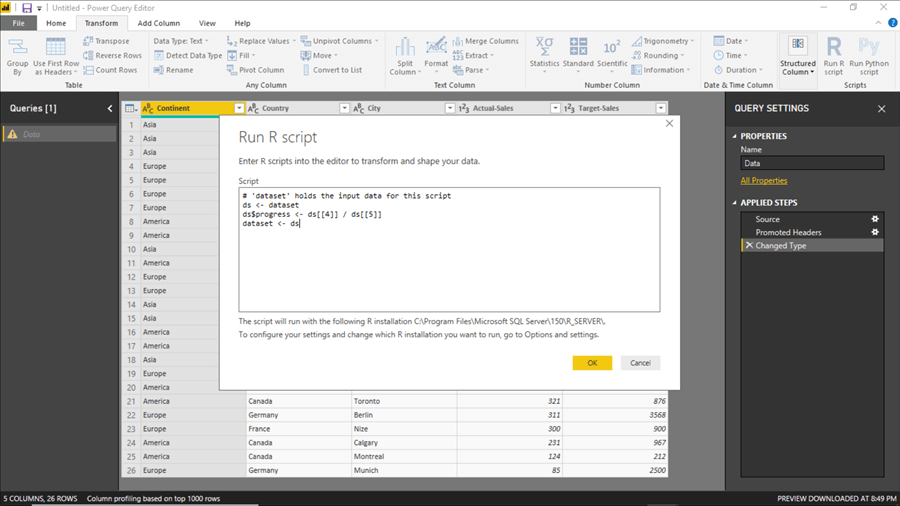 Untitled - Power Query Editor
File Home Transform Add Column View Help
Group By
Use First Row as Headers
Transpose
Reverse Rows
Count Rows
Table
Data Type: Text
Detect Data Type
Rename
Replace Values
Fill
Pivot Column
Unpivot Columns
Move
Convert to List
Any Column
Split Column
Format
ABC
Merge Columns
ABC 123 Extract
abc Parse
Text Column
XΣ σ
Statistics
Standard
10²
Scientific
Trigonometry
.00 Rounding
Information
Number Column
Date
Time
Duration
Date & Time Column
Structured Column
R
Run R script
Py
Run Python script
Scripts
Queries [1]
Data
ABC Continent ABC Country ABC City 123 Actual-Sales 123 Target-Sales
1 Asia
2 Asia
3 Asia
4 Europe
5 Europe
6 Europe
7 Europe
8 America
9 America
10 Asia
11 America
12 Europe
13 Europe
14 Asia
15 Asia
16 America
17 America
18 Asia
19 Europe
20 America
21 America Canada Toronto 321 876
22 Europe Germany Berlin 311 3568
23 Europe France Nize 300 900
24 America Canada Calgary 231 967
25 America Canada Montreal 124 212
26 Europe Germany Munich 85 2500
Run R script
Enter R scripts into the editor to transform and shape your data.
Script
# 'dataset' holds the input data for this script
ds <- dataset
ds$progress <- ds[[4]] / ds[[5]]
dataset <- ds
The script will run with the following R installation C:\Program Files\Microsoft SQL Server\150\R_SERVER\.
To configure your settings and change which R installation you want to run, go to Options and settings.
OK Cancel
QUERY SETTINGS
PROPERTIES
Name
Data
All Properties
APPLIED STEPS
Source
Promoted Headers
Changed Type
5 COLUMNS, 26 ROWS Column profiling based on top 1000 rows PREVIEW DOWNLOADED AT 8:49 PM